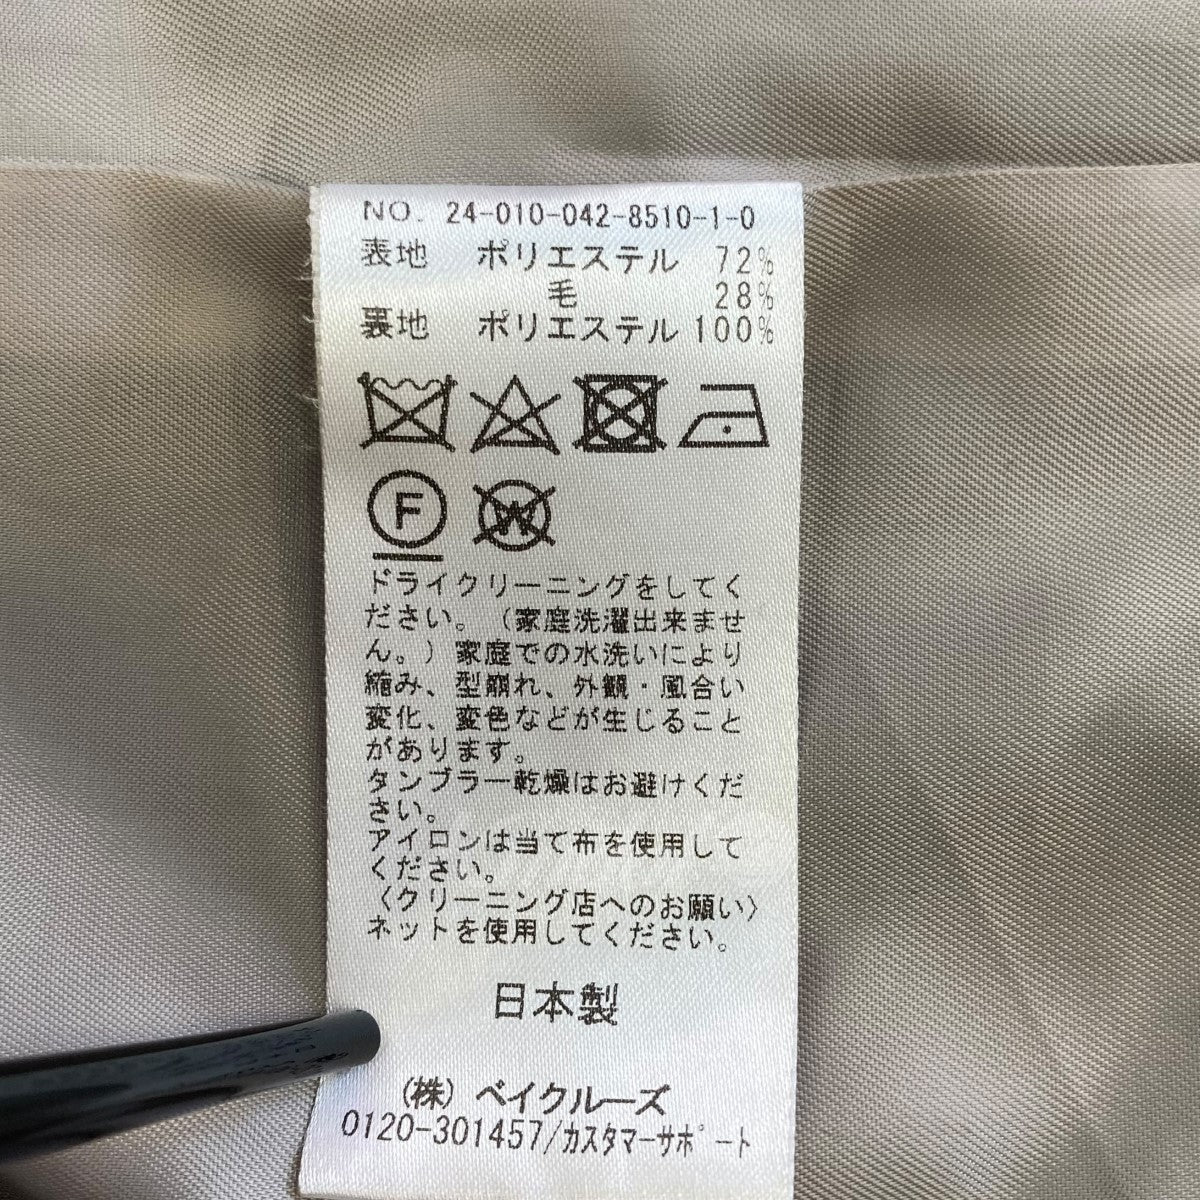 NO. 24-010-042-8510-1-0
表地 ポリエステル 72%
毛 28%
裏地 ポリエステル 100%
F W
ドライクリーニングをしてく
ださい。(家庭洗濯出来ませ
ん。)家庭での水洗いにより
縮み、型崩れ、外観・風合い
変化、変色などが生じること
があります。
タンブラー乾燥はお避けくだ
さい。
アイロンは当て布を使用して
ください。
〈クリーニング店へのお願い〉
ネットを使用してください。
日本製
(株)ベイクルーズ
0120-301457/カスタマーサポート